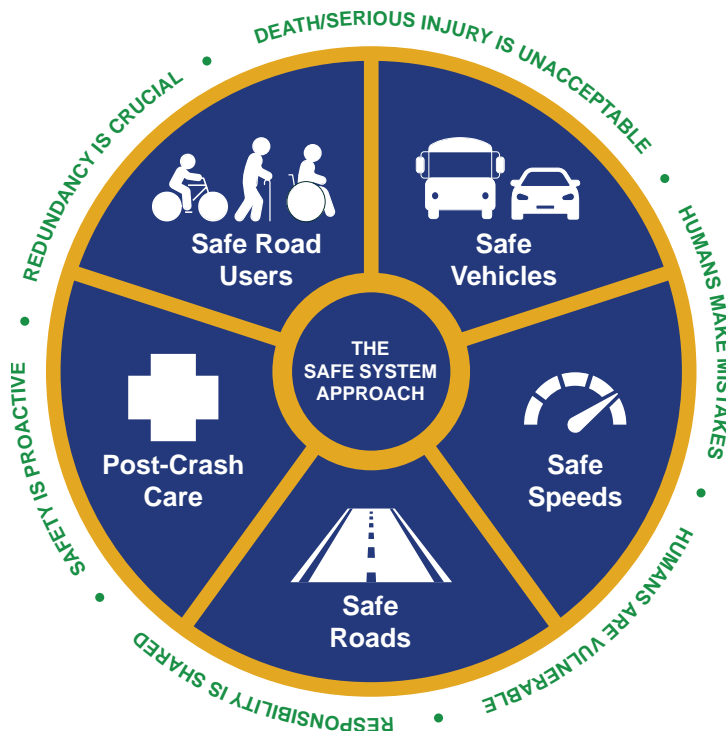 DEATH/SERIOUS INJURY IS UNACCEPTABLE
HUMANS MAKE MISTAKES
HUMANS ARE VULNERABLE
RESPONSIBILITY IS SHARED
SAFETY IS PROACTIVE
REDUNDANCY IS CRUCIAL
Safe Road
Users
Safe
Vehicles
THE
SAFE SYSTEM
APPROACH
Post-Crash
Care
Safe
Speeds
Safe
Roads